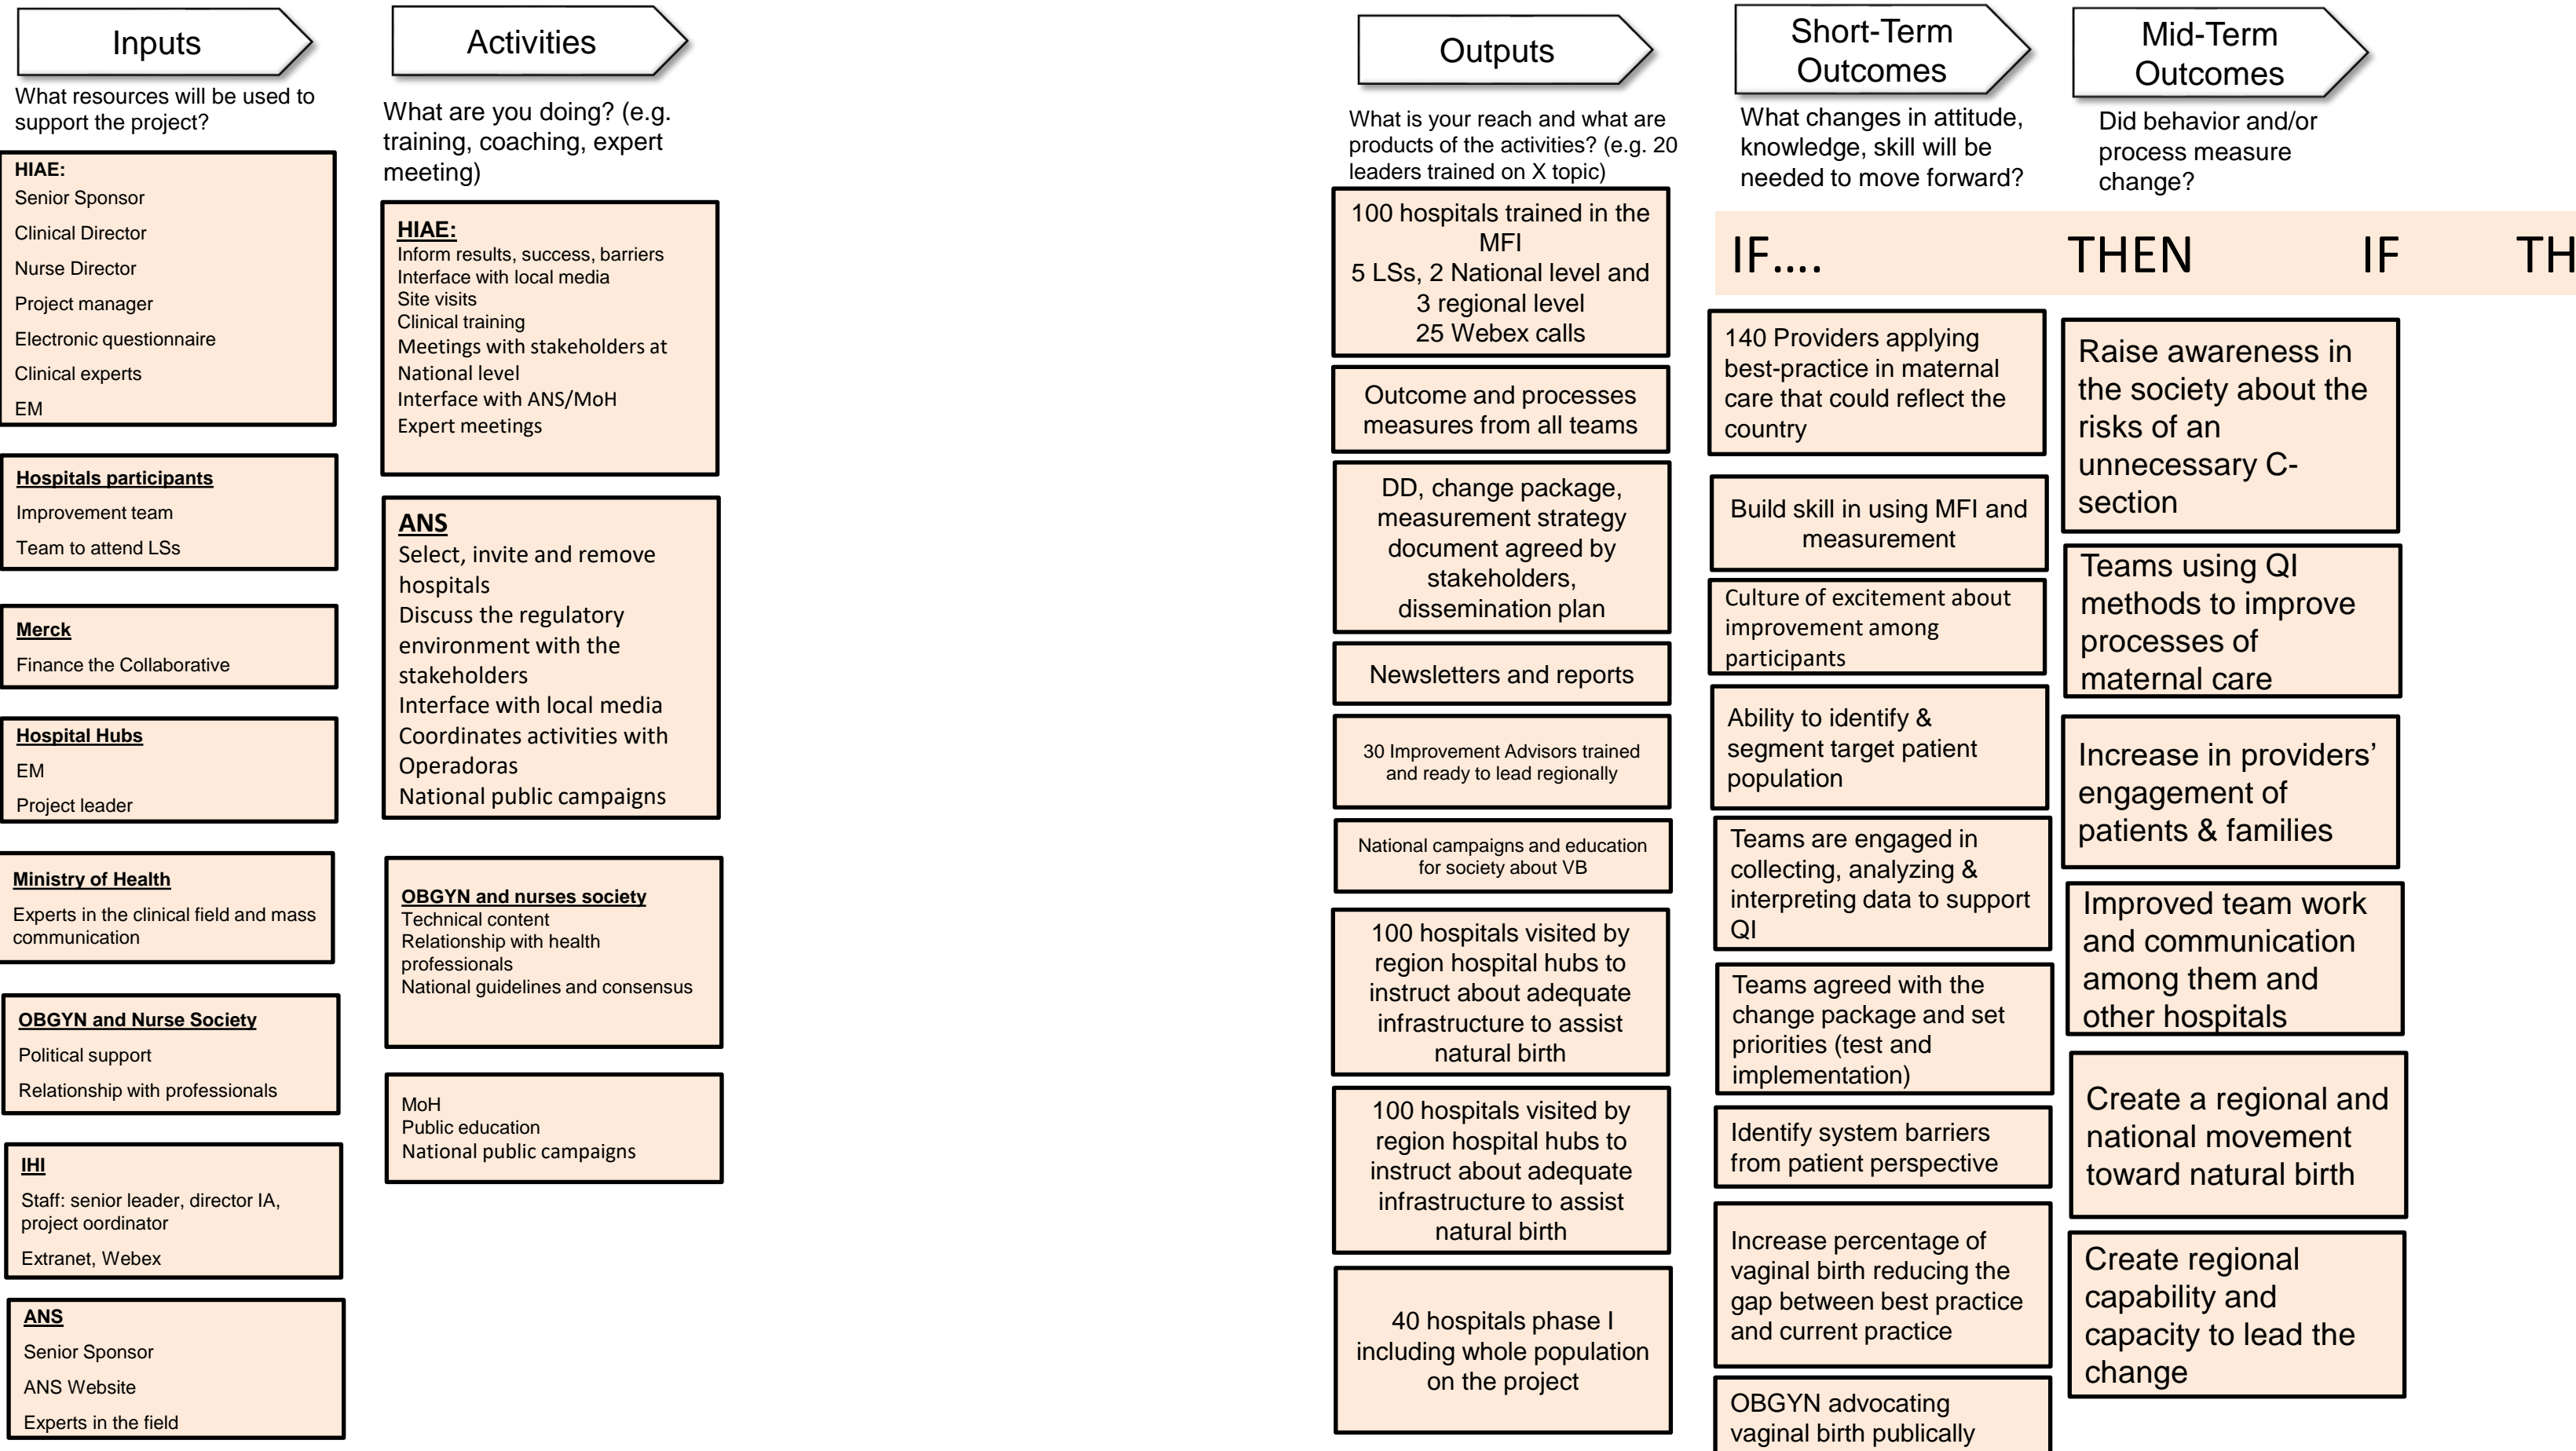 Inputs
What resources will be used to
support the project?
HIAE:
Senior Sponsor
Clinical Director
Nurse Director
Project manager
Electronic questionnaire
Clinical experts
EM
Hospitals participants
Improvement team
Team to attend LSs
Merck
Finance the Collaborative
Hospital Hubs
EM
Project leader
Ministry of Health
Experts in the clinical field and mass
communication
OBGYN and Nurse Society
Political support
Relationship with professionals
IHI
Staff: senior leader, director IA,
project oordinator
Extranet, Webex
ANS
Senior Sponsor
ANS Website
Experts in the field
Activities
What are you doing? (e.g.
training, coaching, expert
meeting)
HIAE:
Inform results, success, barriers
Interface with local media
Site visits
Clinical training
Meetings with stakeholders at
National level
Interface with ANS/MoH
Expert meetings
ANS
Select, invite and remove
hospitals
Discuss the regulatory
environment with the
stakeholders
Interface with local media
Coordinates activities with
Operadoras
National public campaigns
OBGYN and nurses society
Technical content
Relationship with health
professionals
National guidelines and consensus
MoH
Public education
National public campaigns
Outputs
What is your reach and what are
products of the activities? (e.g. 20
leaders trained on X topic)
100 hospitals trained in the
MFI
5 LSs, 2 National level and
3 regional level
25 Webex calls
Outcome and processes
measures from all teams
DD, change package,
measurement strategy
document agreed by
stakeholders,
dissemination plan
Newsletters and reports
30 Improvement Advisors trained
and ready to lead regionally
National campaigns and education
for society about VB
100 hospitals visited by
region hospital hubs to
instruct about adequate
infrastructure to assist
natural birth
100 hospitals visited by
region hospital hubs to
instruct about adequate
infrastructure to assist
natural birth
40 hospitals phase I
including whole population
on the project
Short-Term
Outcomes
What changes in attitude,
knowledge, skill will be
needed to move forward?
Mid-Term
Outcomes
Did behavior and/or
process measure
change?
IF.... THEN IF TH
140 Providers applying
best-practice in maternal
care that could reflect the
country
Build skill in using MFI and
measurement
Culture of excitement about
improvement among
participants
Ability to identify &
segment target patient
population
Teams are engaged in
collecting, analyzing &
interpreting data to support
QI
Teams agreed with the
change package and set
priorities (test and
implementation)
Identify system barriers
from patient perspective
Increase percentage of
vaginal birth reducing the
gap between best practice
and current practice
OBGYN advocating
vaginal birth publically
Raise awareness in
the society about the
risks of an
unnecessary C-
section
Teams using QI
methods to improve
processes of
maternal care
Increase in providers’
engagement of
patients & families
Improved team work
and communication
among them and
other hospitals
Create a regional and
national movement
toward natural birth
Create regional
capability and
capacity to lead the
change